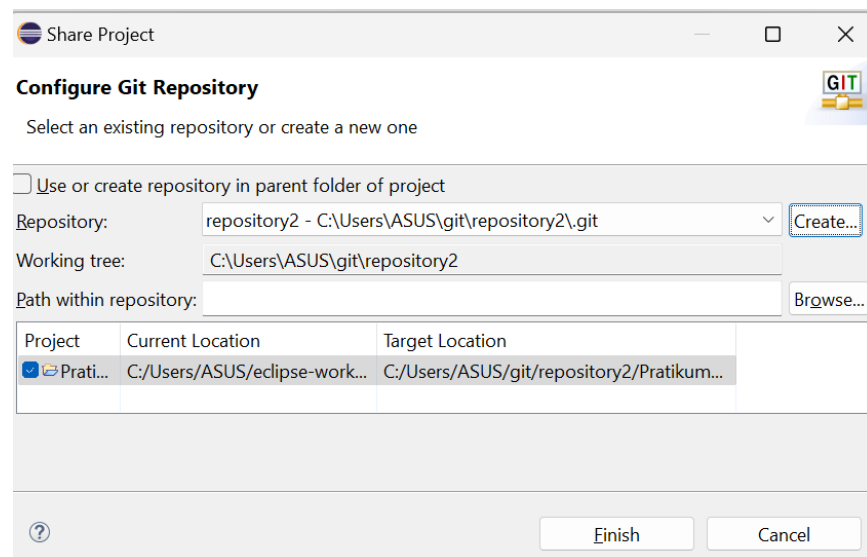 Share Project
Configure Git Repository
GIT
Select an existing repository or create a new one
Use or create repository in parent folder of project
Repository: repository2 - C:\Users\ASUS\git\repository2\.git Create...
Working tree: C:\Users\ASUS\git\repository2
Path within repository: Browse...
Project Current Location Target Location
Prati... C:/Users/ASUS/eclipse-work... C:/Users/ASUS/git/repository2/Pratikum...
? Finish Cancel